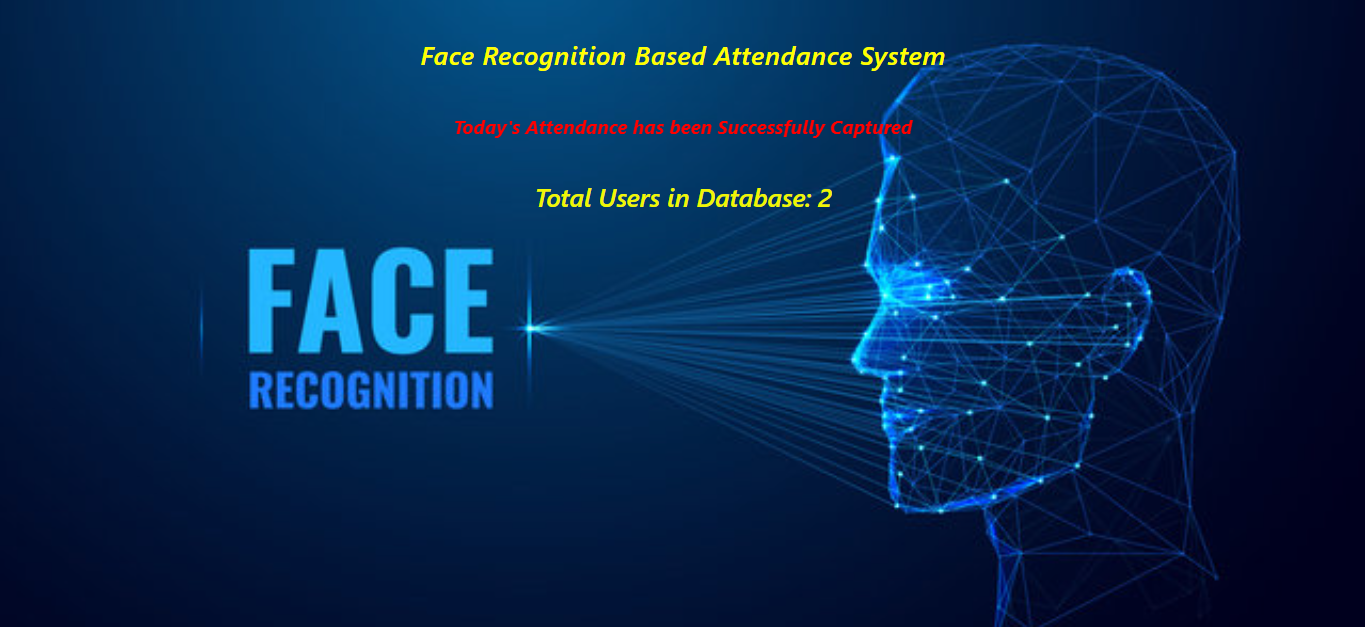 Face Recognition Based Attendance System
Today's Attendance has been Successfully Captured
Total Users in Database: 2
FACE
RECOGNITION